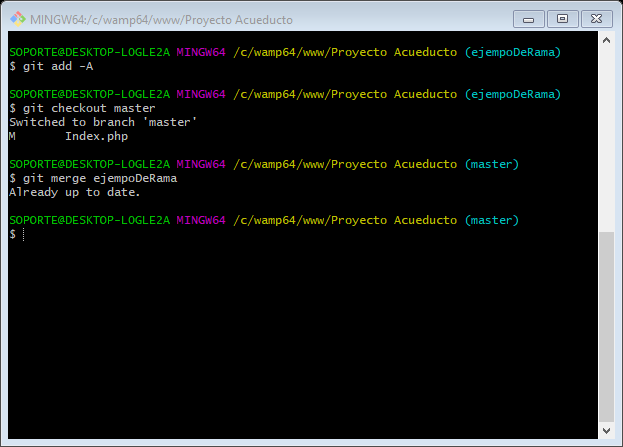 MINGW64:/c/wamp64/www/Proyecto Acueducto
SOPORTE@DESKTOP-LOGLE2A MINGW64 /c/wamp64/www/Proyecto Acueducto (ejempoDeRama)
$ git add -A
SOPORTE@DESKTOP-LOGLE2A MINGW64 /c/wamp64/www/Proyecto Acueducto (ejempoDeRama)
$ git checkout master
Switched to branch 'master'
M       Index.php
SOPORTE@DESKTOP-LOGLE2A MINGW64 /c/wamp64/www/Proyecto Acueducto (master)
$ git merge ejempoDeRama
Already up to date.
SOPORTE@DESKTOP-LOGLE2A MINGW64 /c/wamp64/www/Proyecto Acueducto (master)
$